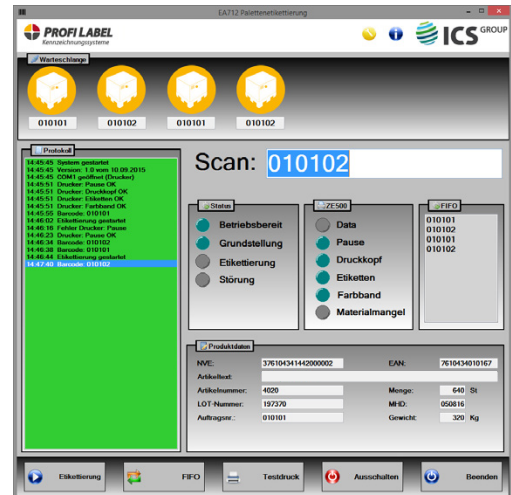 EA712 Palettenetikettierung
PROFI LABEL
Kennzeichnungssysteme
ICS GROUP
Warteschlange
010101 010102 010101 010102
Protokoll
14:45:45 System gestartet
14:45:45 Version: 1.0 vom 10.09.2015
14:45:45 COM1 geöffnet (Drucker)
14:45:51 Drucker: Pause OK
14:45:51 Drucker: Druckkopf OK
14:45:51 Drucker: Etiketten OK
14:45:51 Drucker: Farbband OK
14:45:55 Barcode: 010101
14:46:02 Etikettierung gestartet
14:46:16 Fehler Drucker: Pause
14:46:23 Drucker: Pause OK
14:46:34 Barcode: 010102
14:46:38 Barcode: 010101
14:46:44 Etikettierung gestartet
14:47:40 Barcode: 010102
Scan: 010102
Status
Betriebsbereit
Grundstellung
Etikettierung
Störung
ZE500
Data
Pause
Druckkopf
Etiketten
Farbband
Materialmangel
FIFO
010101
010102
010101
010102
Produktdaten
NVE: 376104341442000002 EAN: 7610434010167
Artikeltext:
Artikelnummer: 4020 Menge: 640 St
LOT-Nummer: 197370 MHD: 050816
Auftragsnr.: 010101 Gewicht: 320 Kg
Etikettierung FIFO Testdruck Ausschalten Beenden